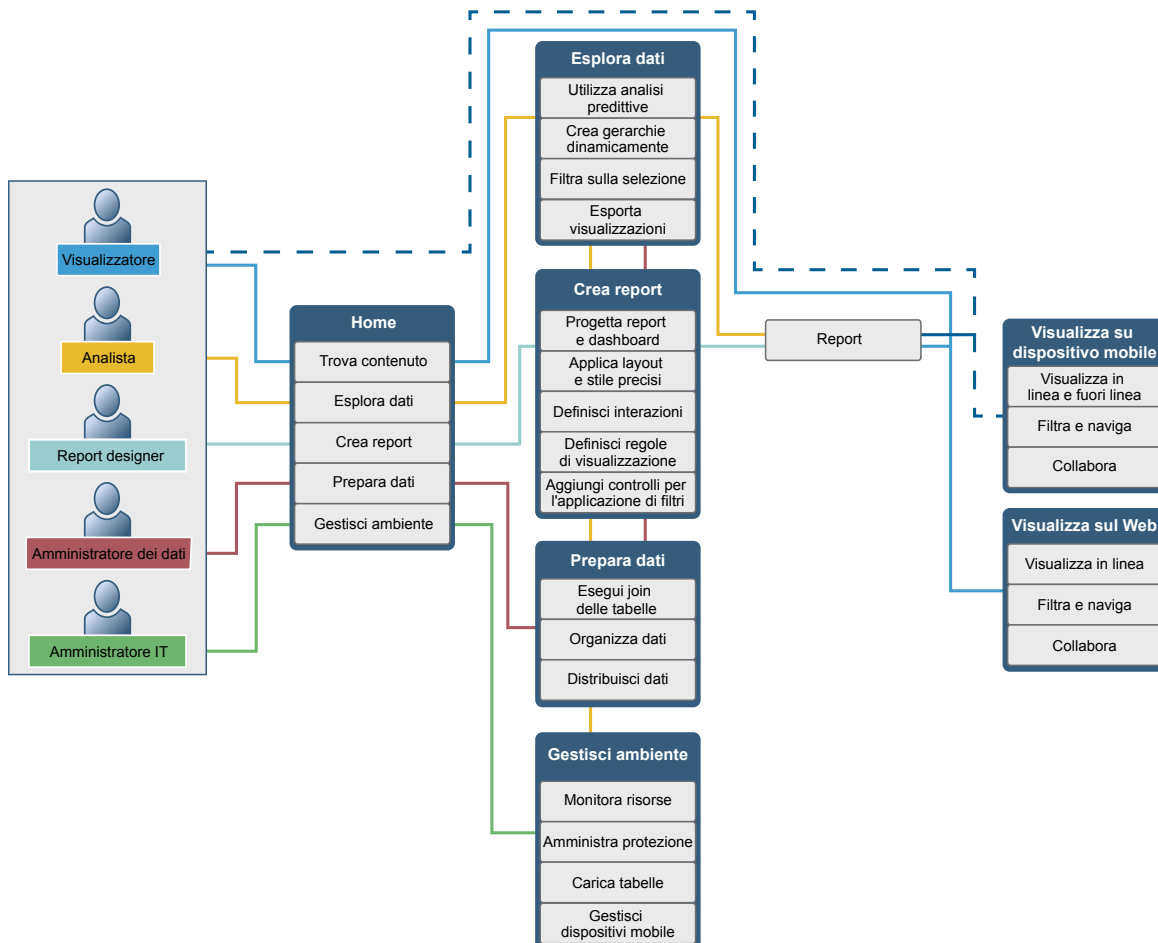 Visualizzatore
Analista
Report designer
Amministratore dei dati
Amministratore IT
Home
Trova contenuto
Esplora dati
Crea report
Prepara dati
Gestisci ambiente
Esplora dati
Utilizza analisi
predittive
Crea gerarchie
dinamicamente
Filtra sulla selezione
Esporta
visualizzazioni
Crea report
Progetta report
e dashboard
Applica layout
e stile precisi
Definisci interazioni
Definisci regole
di visualizzazione
Aggiungi controlli per
l'applicazione di filtri
Prepara dati
Esegui join
delle tabelle
Organizza dati
Distribuisci dati
Gestisci ambiente
Monitora risorse
Amministra protezione
Carica tabelle
Gestisci
dispositivi mobile
Report
Visualizza su
dispositivo mobile
Visualizza in
linea e fuori linea
Filtra e naviga
Collabora
Visualizza sul Web
Visualizza in linea
Filtra e naviga
Collabora